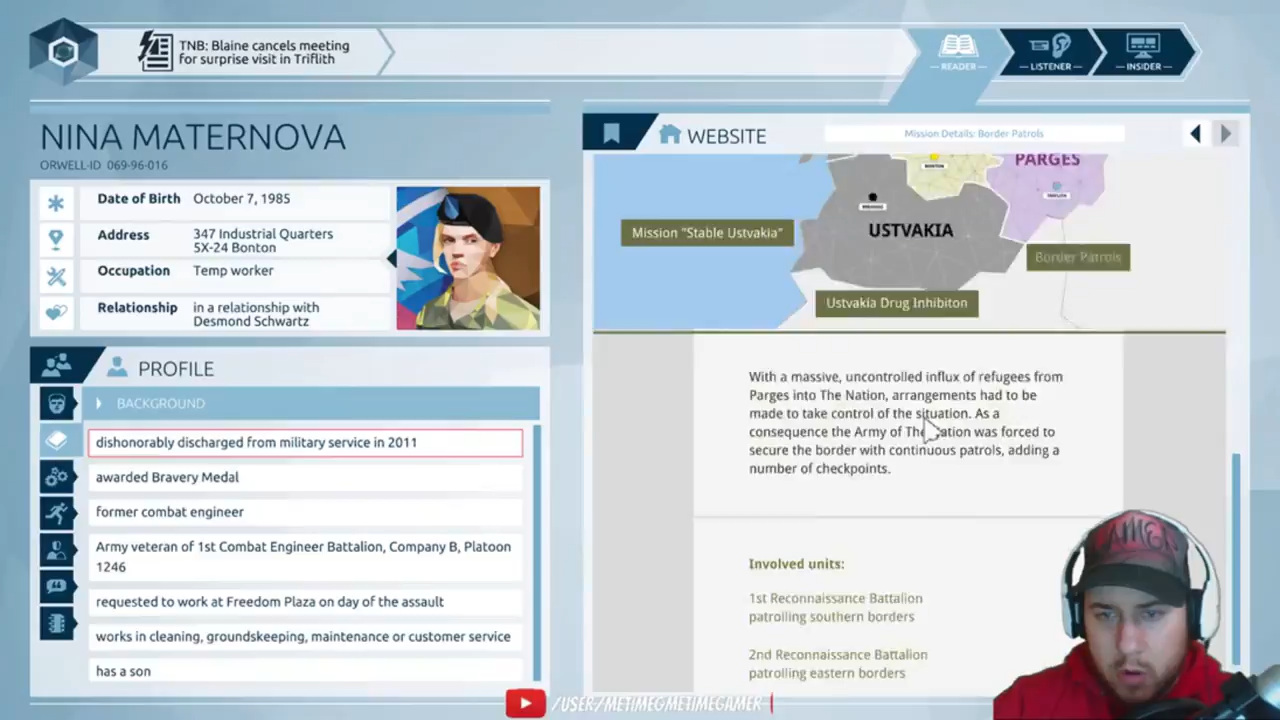 TNB: Blaine cancels meeting
for surprise visit in Triflith
READER
LISTENER
INSIDER
NINA MATERNOVA
ORWELL-ID 069-96-016
Date of Birth October 7, 1985
Address 347 Industrial Quarters
5X-24 Bonton
Occupation Temp worker
Relationship in a relationship with
Desmond Schwartz
PROFILE
BACKGROUND
dishonorably discharged from military service in 2011
awarded Bravery Medal
former combat engineer
Army veteran of 1st Combat Engineer Battalion, Company B, Platoon
1246
requested to work at Freedom Plaza on day of the assault
works in cleaning, groundskeeping, maintenance or customer service
has a son
WEBSITE
Mission Details: Border Patrols
PARGES
BONTON
USTVAKIA
Mission "Stable Ustvakia"
Border Patrols
Ustvakia Drug Inhibiton
With a massive, uncontrolled influx of refugees from
Parges into The Nation, arrangements had to be
made to take control of the situation. As a
consequence the Army of The Nation was forced to
secure the border with continuous patrols, adding a
number of checkpoints.
Involved units:
1st Reconnaissance Battalion
patrolling southern borders
2nd Reconnaissance Battalion
patrolling eastern borders
/USER/METIMEGMETIMEGAMER